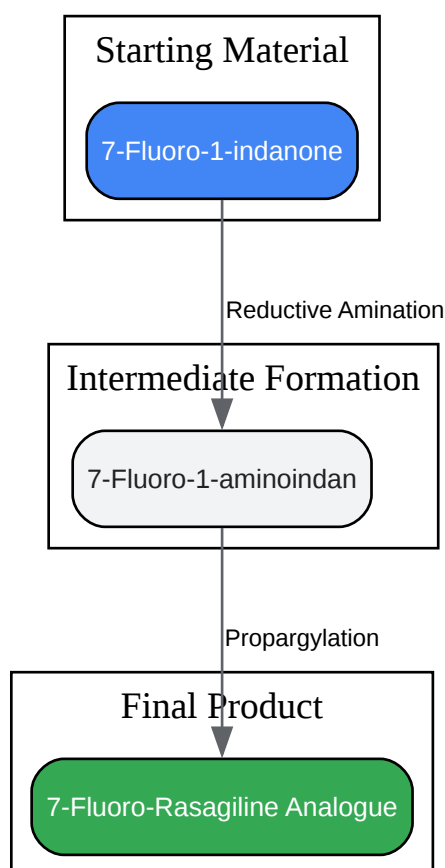 Starting Material
7-Fluoro-1-indanone
Reductive Amination
Intermediate Formation
7-Fluoro-1-aminoindan
Propargylation
Final Product
7-Fluoro-Rasagiline Analogue